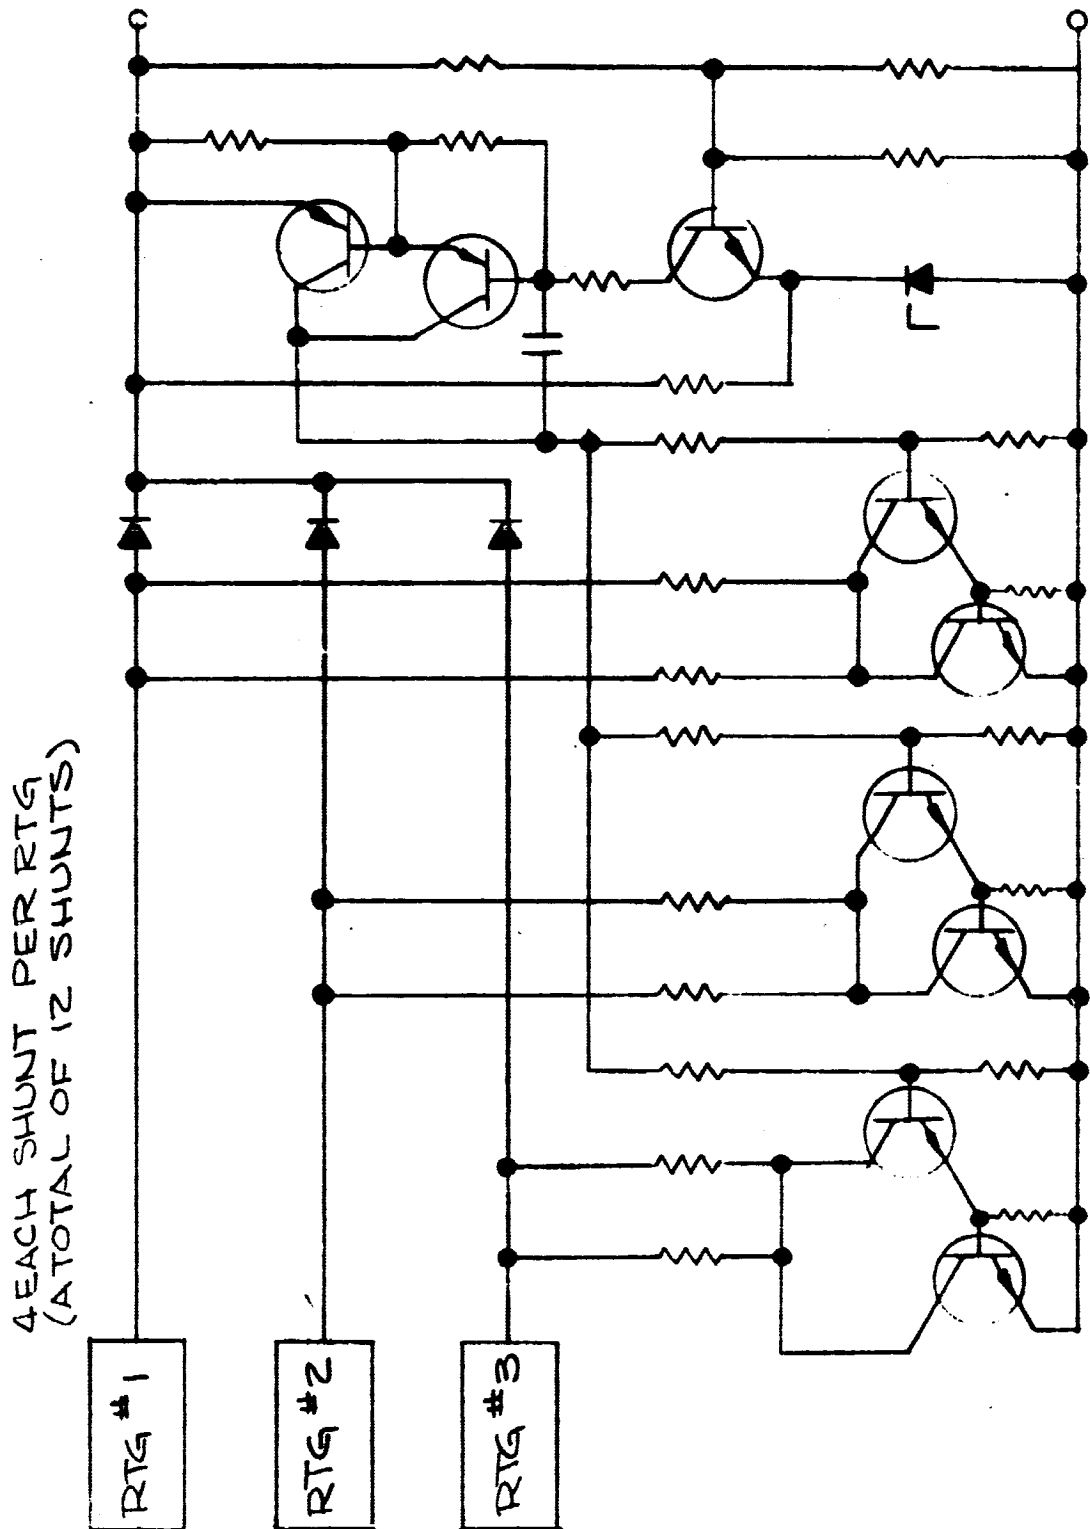 4 EACH SHUNT PER RTG
(A TOTAL OF 12 SHUNTS)
RTG #1
RTG #2
RTG #3